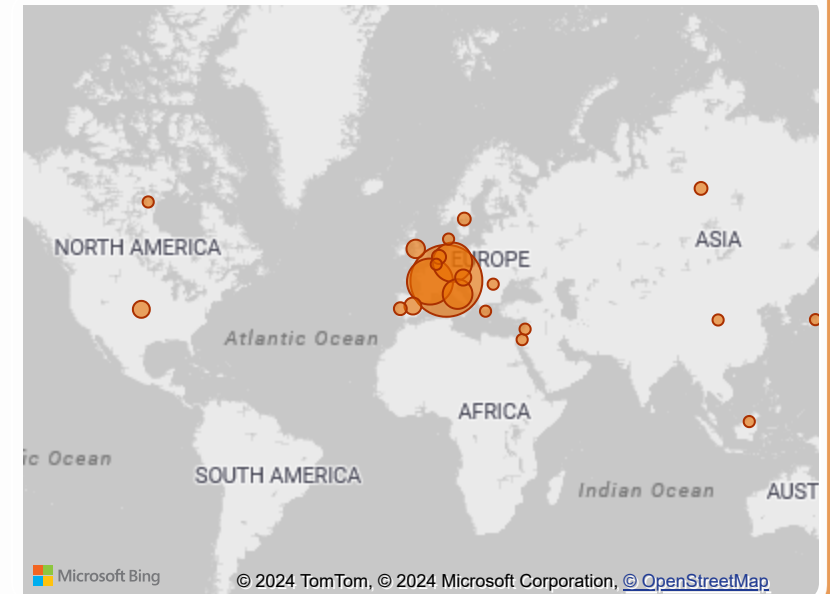 NORTH AMERICA
EUROPE
ASIA
Atlantic Ocean
AFRICA
ic Ocean
SOUTH AMERICA
Indian Ocean
AUST
Microsoft Bing
© 2024 TomTom, © 2024 Microsoft Corporation, © OpenStreetMap